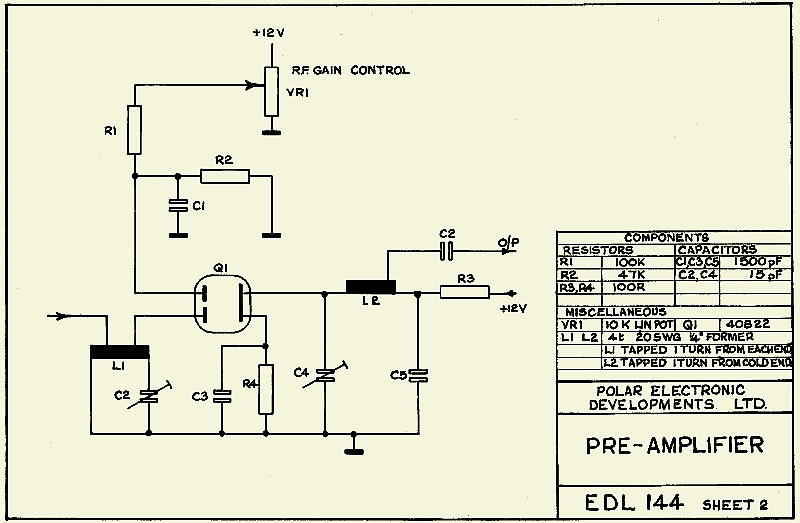 +12V
R.F. GAIN CONTROL
VR1
R1
R2
C1
Q1
C2
O/P
R3
+12V
L2
L1
C2
C3
R4
C4
C5
COMPONENTS
RESISTORS CAPACITORS
R1 100K C1,C3,C5 1500pF
R2 47K C2,C4 15pF
R3,R4 100R
MISCELLANEOUS
VR1 10K LIN POT Q1 40822
L1 L2 4t 20SWG ¼" FORMER
L1 TAPPED 1 TURN FROM EACH END
L2 TAPPED 1 TURN FROM COLD END
POLAR ELECTRONIC
DEVELOPMENTS LTD.
PRE-AMPLIFIER
EDL 144 SHEET 2